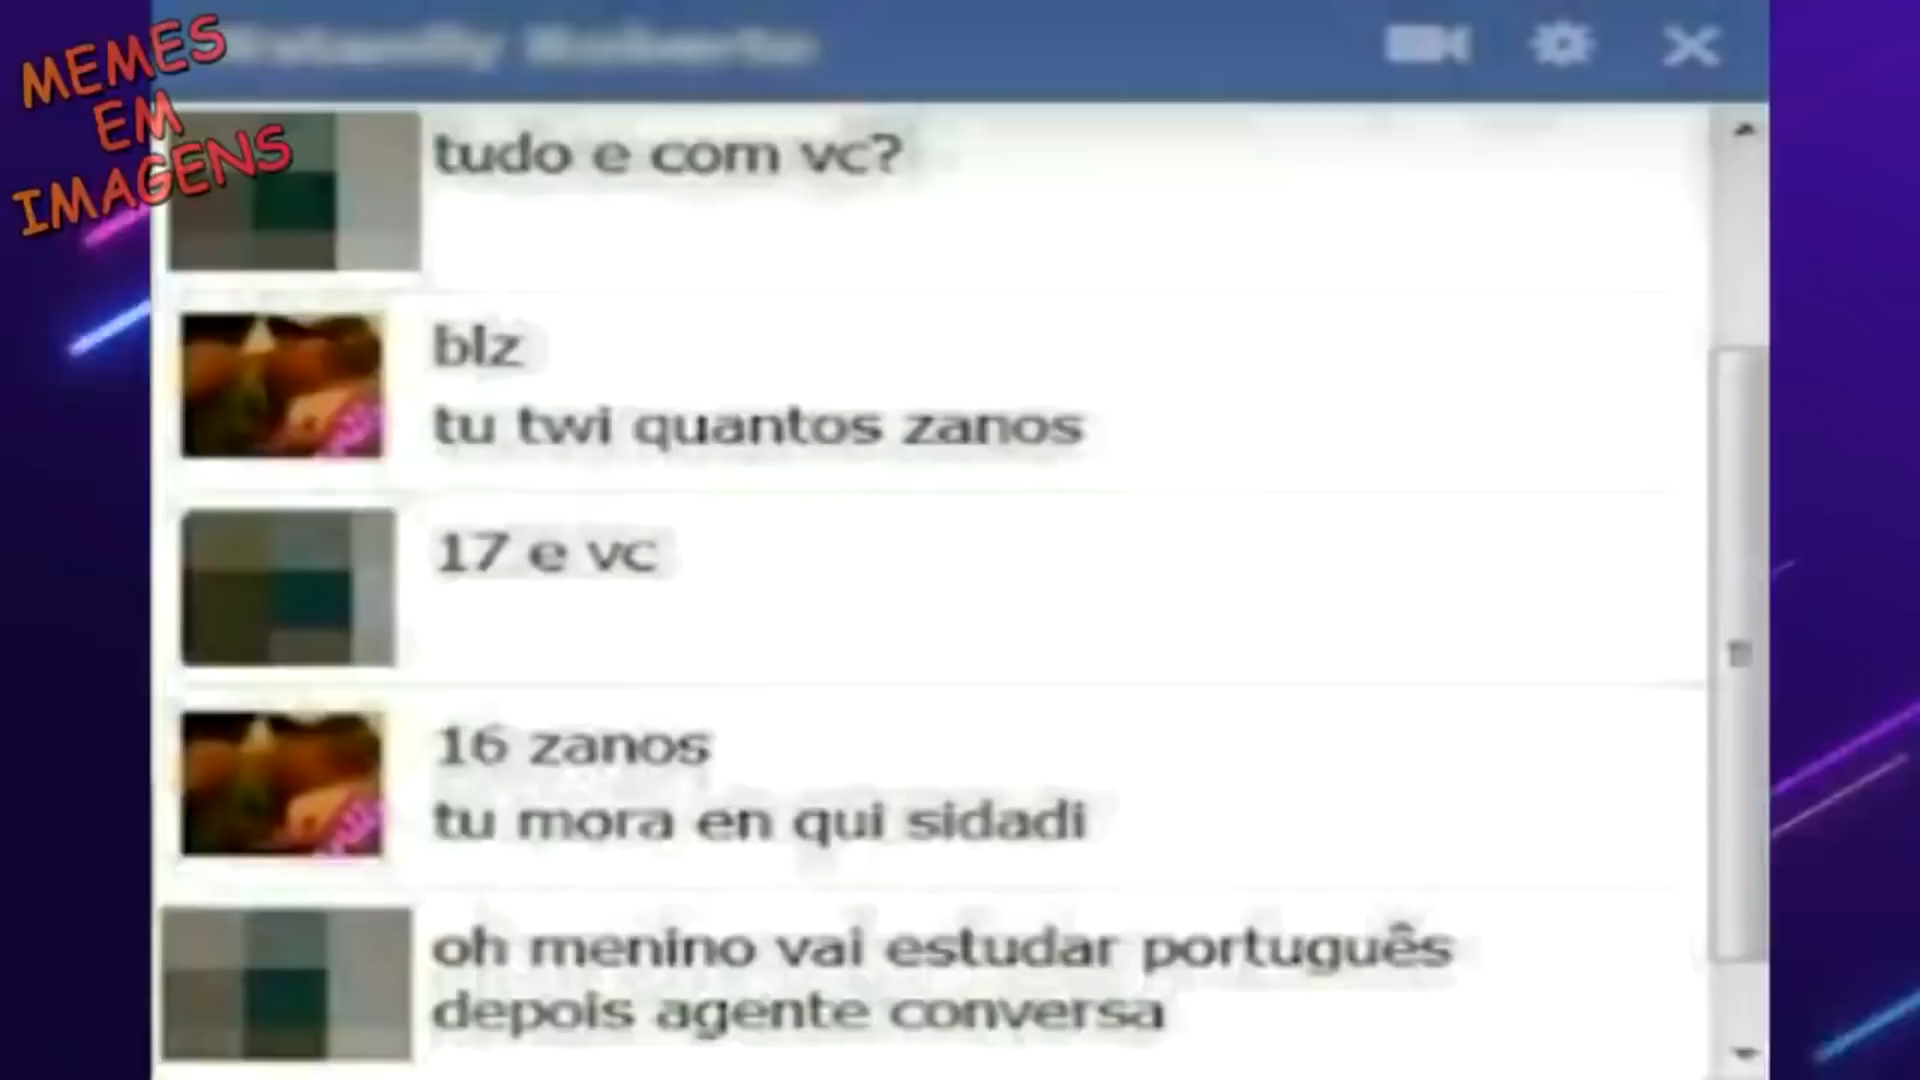 MEMES
EM
IMAGENS
Roberto
tudo e com vc?
blz
tu twi quantos zanos
17 e vc
16 zanos
tu mora en qui sidadi
oh menino vai estudar português
depois agente conversa